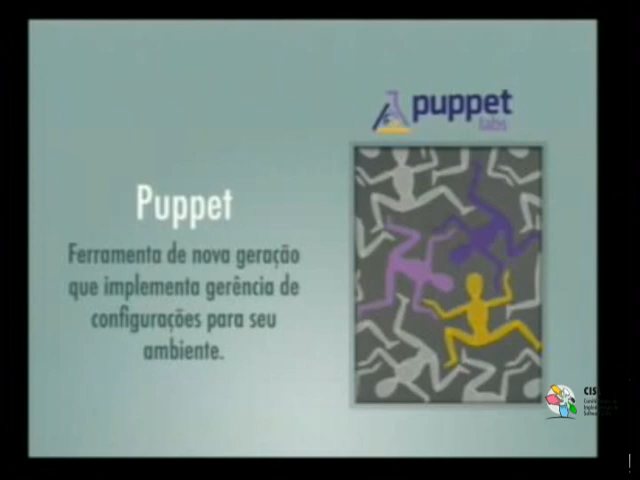 puppet
labs
Puppet
Ferramenta de nova geração
que implementa gerência de
configurações para seu
ambiente.
CIS